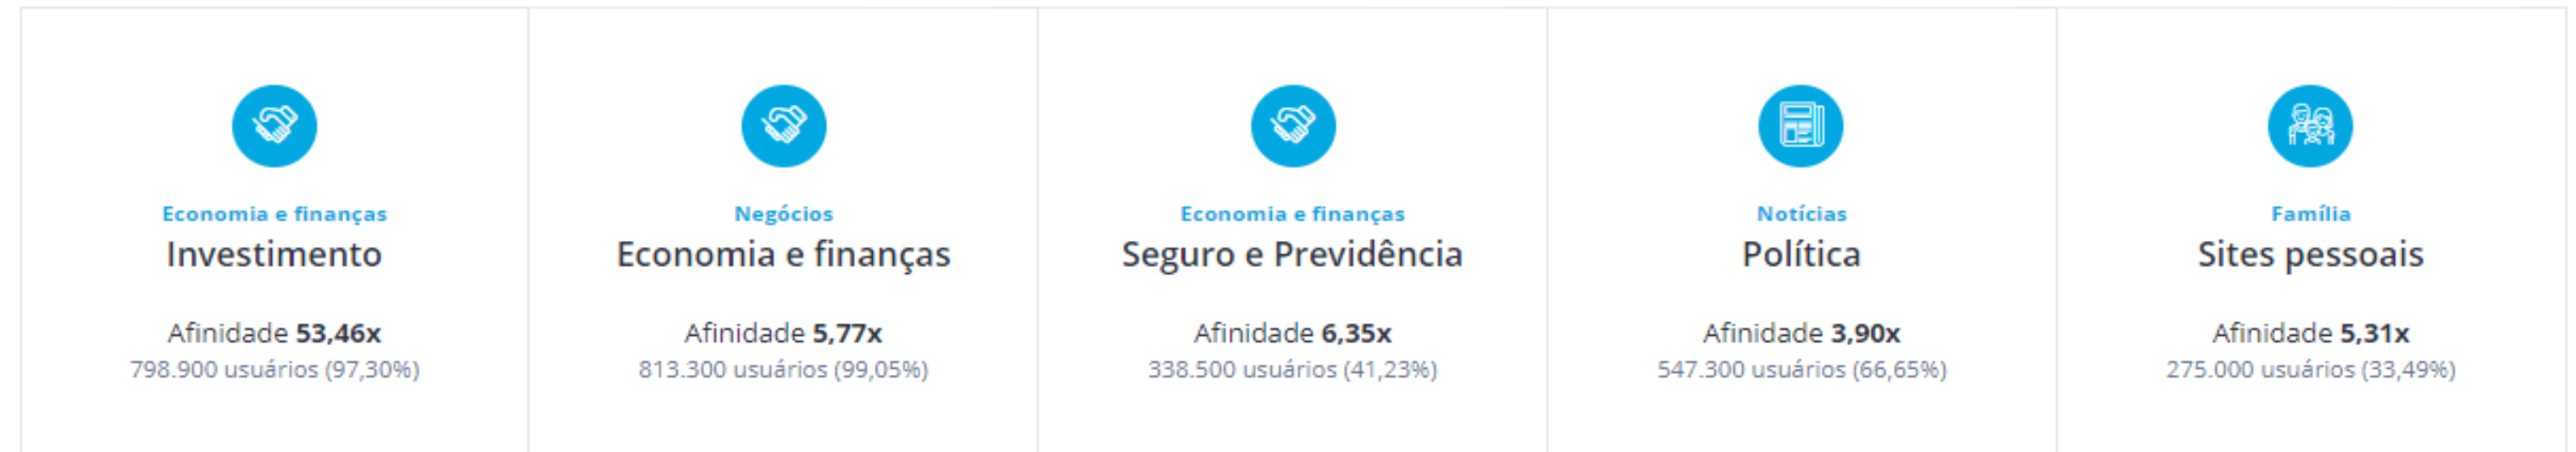 Economia e finanças
Investimento
Afinidade 53,46x
798.900 usuários (97,30%)
Negócios
Economia e finanças
Afinidade 5,77x
813.300 usuários (99,05%)
Economia e finanças
Seguro e Previdência
Afinidade 6,35x
338.500 usuários (41,23%)
Notícias
Política
Afinidade 3,90x
547.300 usuários (66,65%)
Família
Sites pessoais
Afinidade 5,31x
275.000 usuários (33,49%)